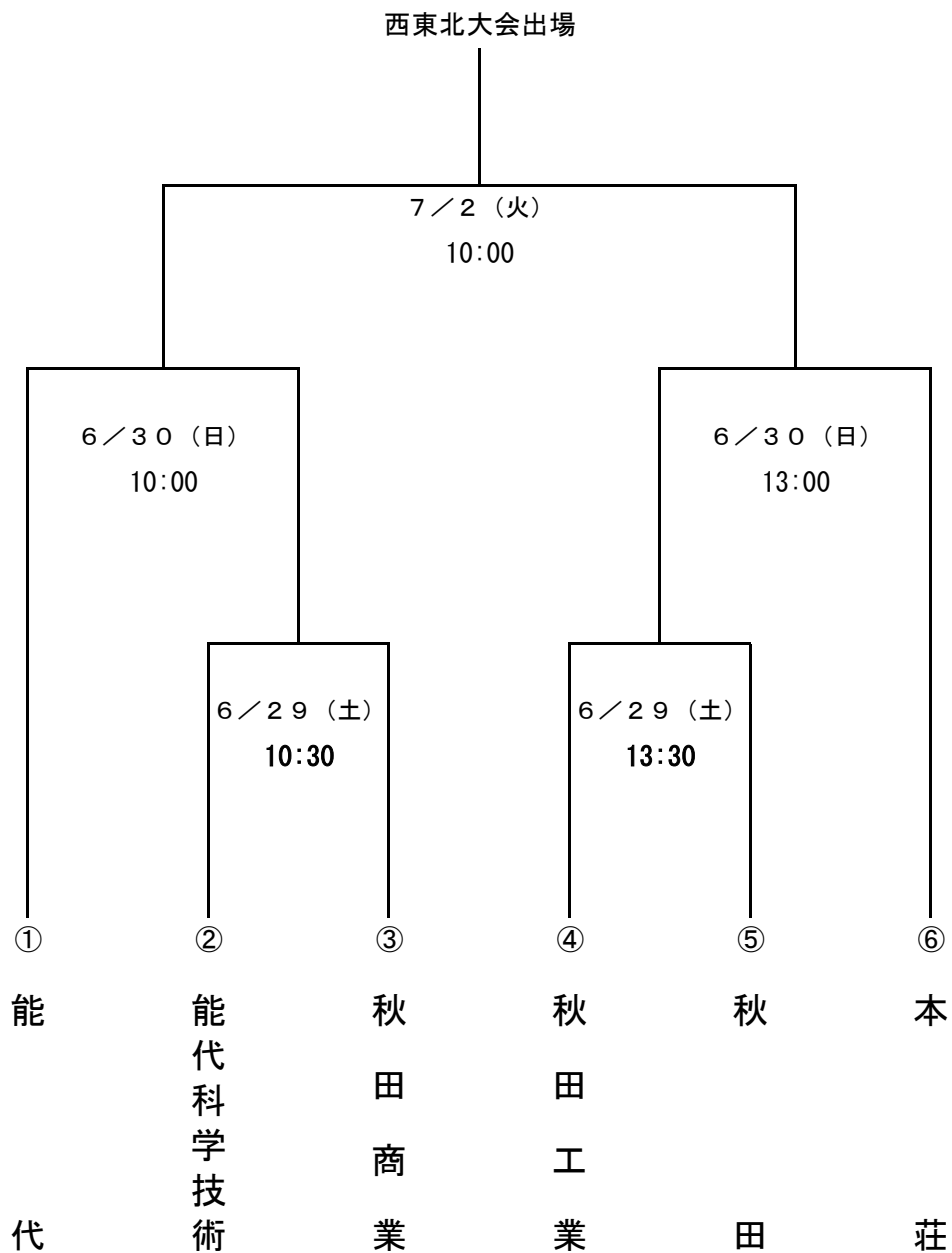 西東北大会出場
7／2（火）
10:00
6／30（日）
10:00
6／30（日）
13:00
6／29（土）
10:30
6／29（土）
13:30
①
②
③
④
⑤
⑥
能代
能代科学技術
秋田商業
秋田工業
秋田
本荘